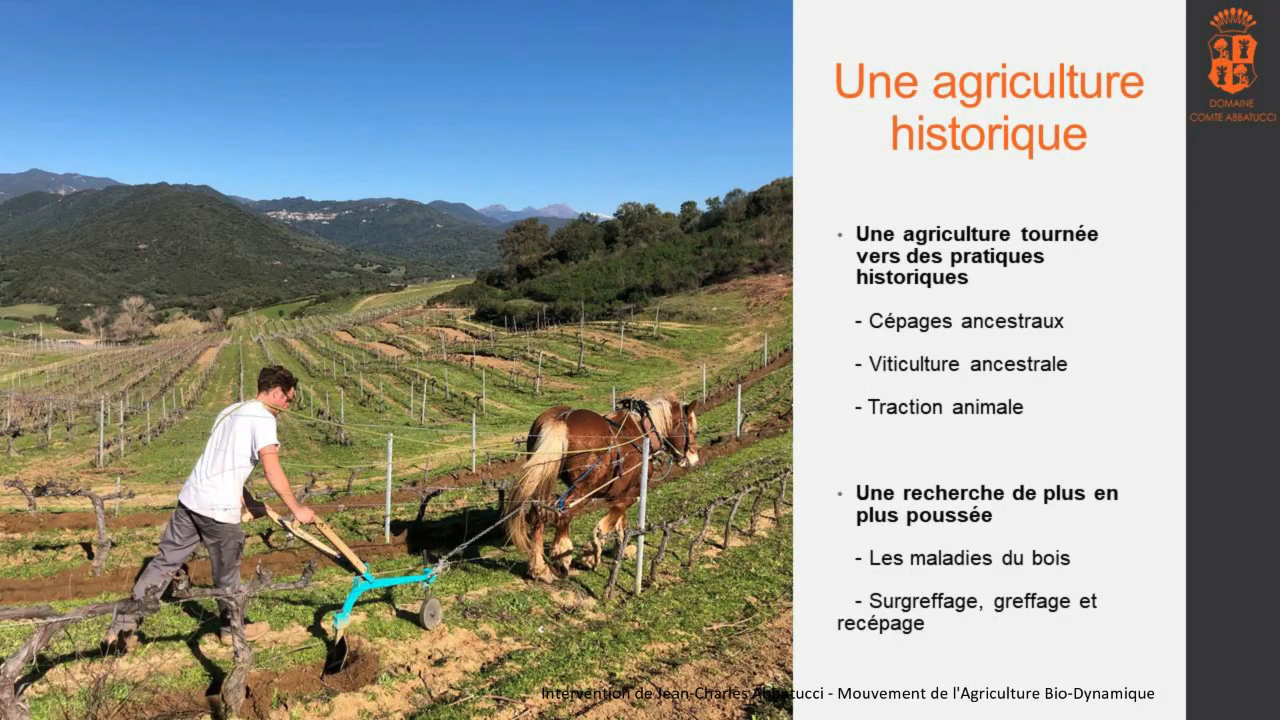 Une agriculture
historique
DOMAINE
COMTE ABBATUCCI
• Une agriculture tournée
vers des pratiques
historiques
- Cépages ancestraux
- Viticulture ancestrale
- Traction animale
• Une recherche de plus en
plus poussée
- Les maladies du bois
- Surgreffage, greffage et
recépage
Intervention de Jean-Charles Abbatucci - Mouvement de l'Agriculture Bio-Dynamique